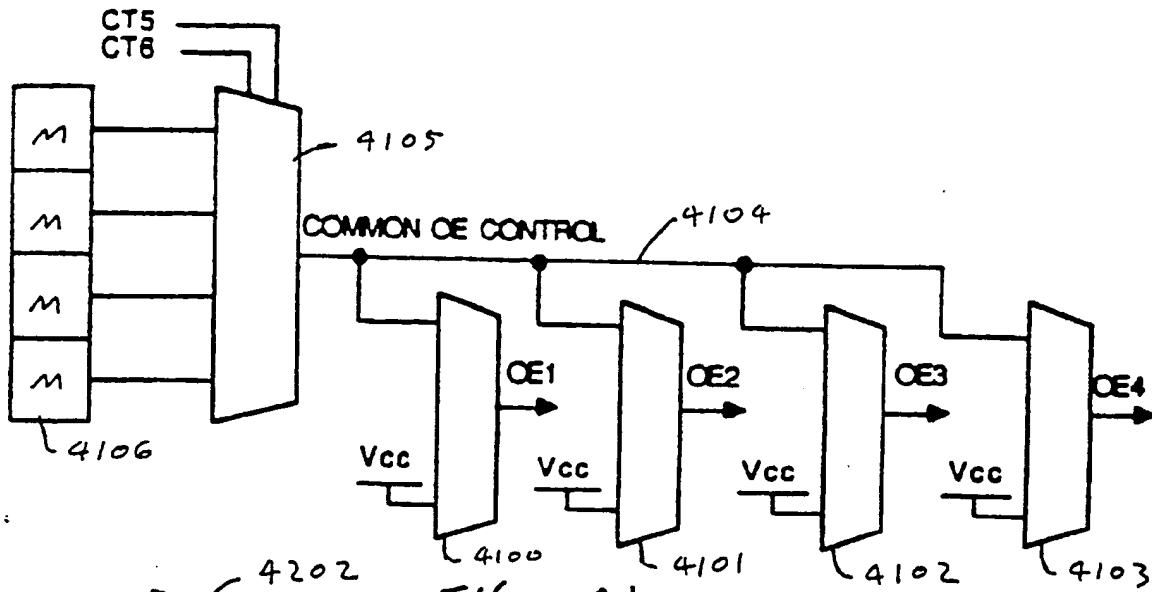 CT5
CT6
M
M
M
M
4105
COMMON OE CONTROL
4104
OE1
OE2
OE3
OE4
4106
Vcc
Vcc
Vcc
Vcc
4100
4101
4102
4103
4202